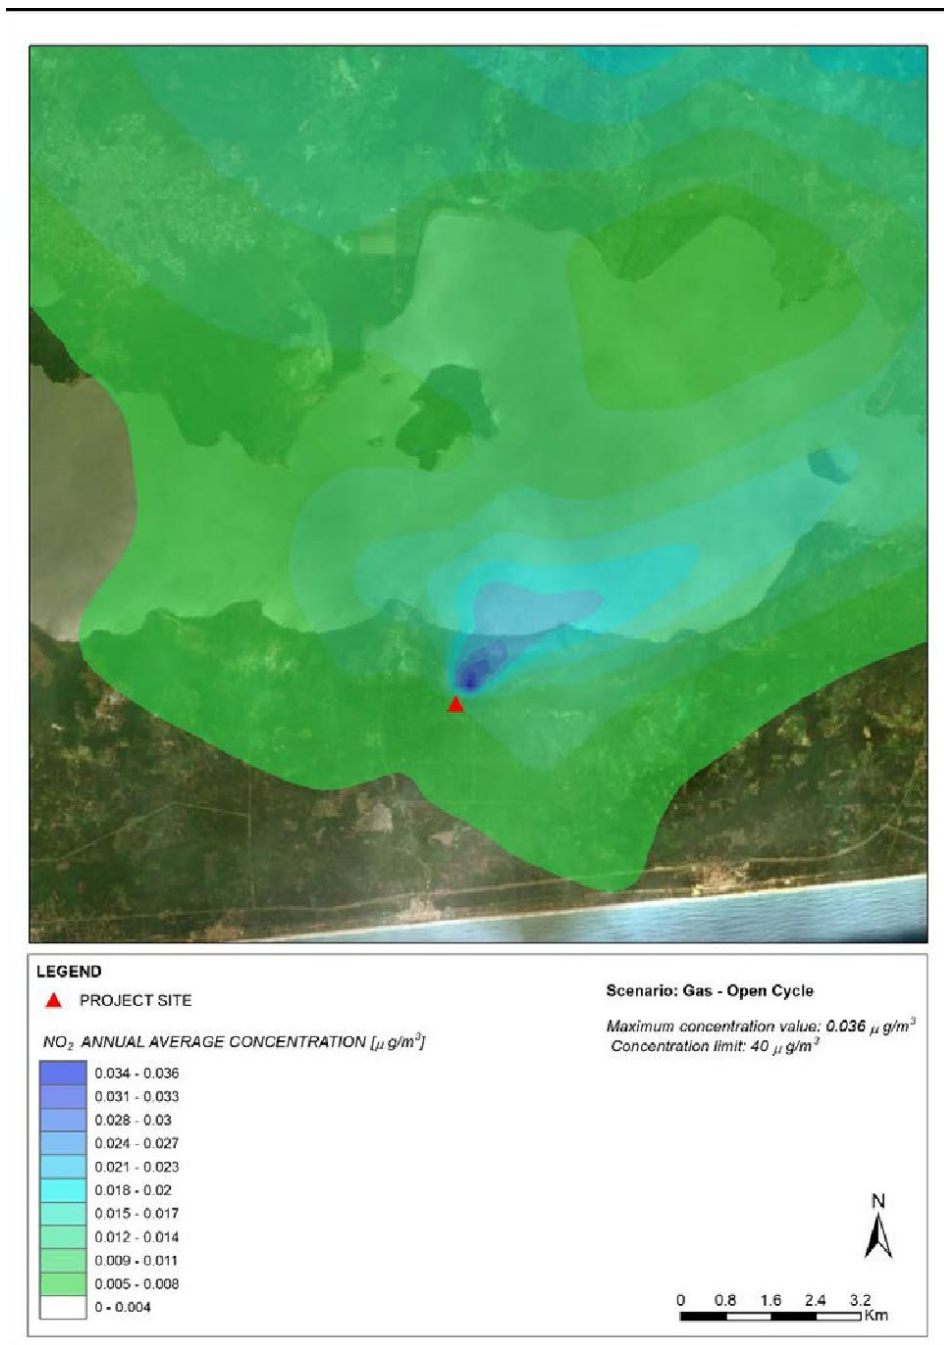 LEGEND
PROJECT SITE
NO₂ ANNUAL AVERAGE CONCENTRATION [μ g/m³]
0.034 - 0.036
0.031 - 0.033
0.028 - 0.03
0.024 - 0.027
0.021 - 0.023
0.018 - 0.02
0.015 - 0.017
0.012 - 0.014
0.009 - 0.011
0.005 - 0.008
0 - 0.004
Scenario: Gas - Open Cycle
Maximum concentration value: 0.036 μ g/m³
Concentration limit: 40 μ g/m³
N
0 0.8 1.6 2.4 3.2
Km